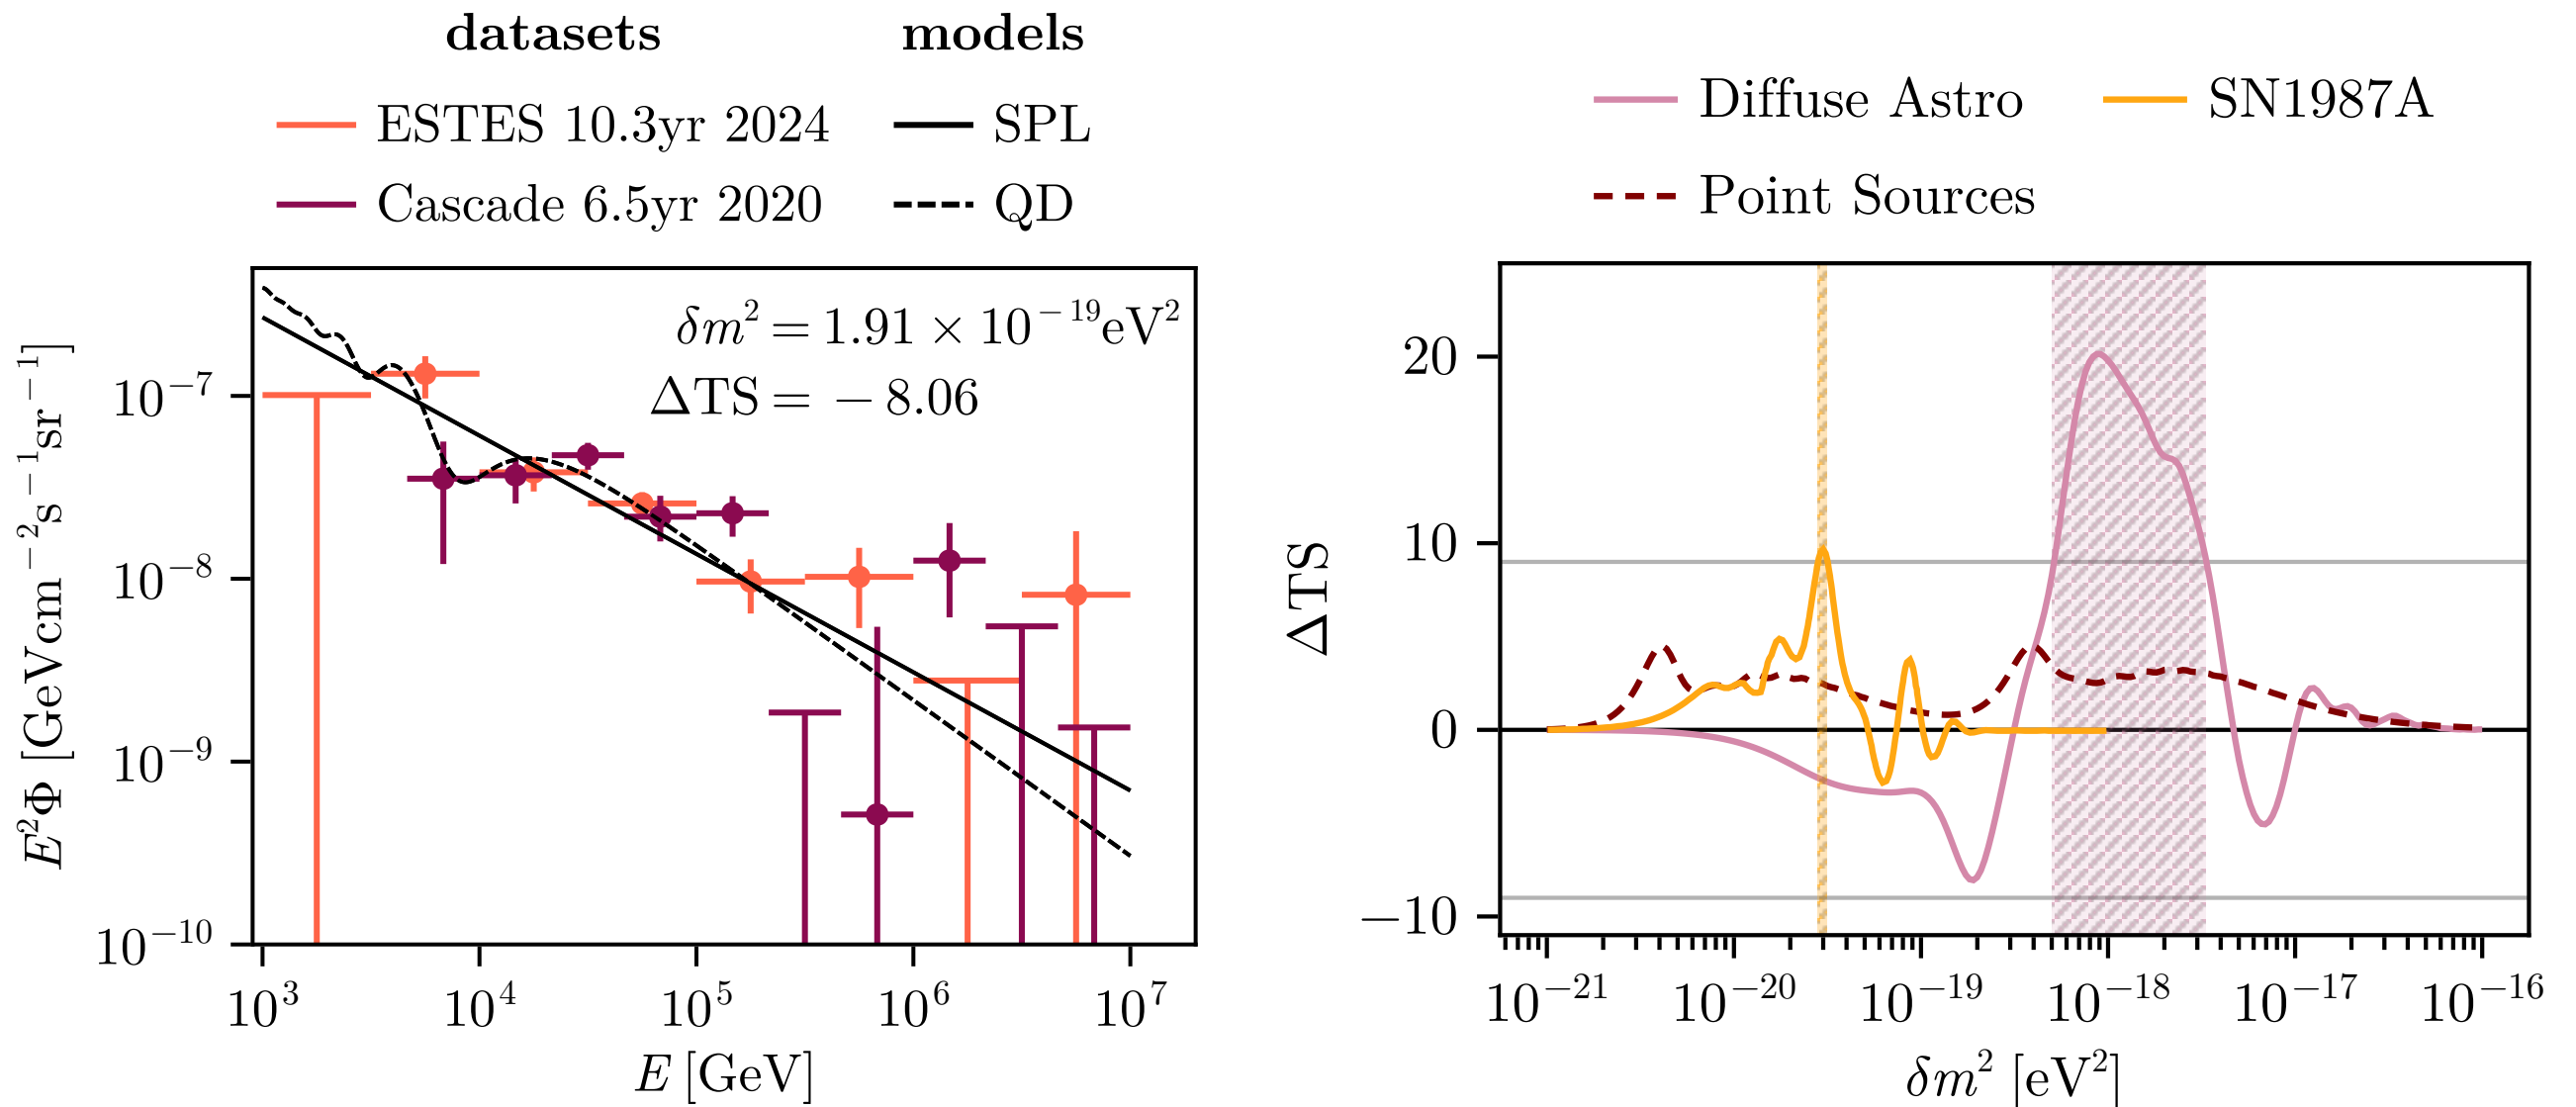 datasets
models
ESTES 10.3yr 2024
SPL
Cascade 6.5yr 2020
QD
δm² = 1.91 × 10⁻¹⁹eV²
ΔTS = −8.06
E²Φ [GeVcm⁻²s⁻¹sr⁻¹]
10⁻⁷
10⁻⁸
10⁻⁹
10⁻¹⁰
10³ 10⁴ 10⁵ 10⁶ 10⁷
E [GeV]
Diffuse Astro
SN1987A
Point Sources
ΔTS
20
10
0
−10
10⁻²¹ 10⁻²⁰ 10⁻¹⁹ 10⁻¹⁸ 10⁻¹⁷ 10⁻¹⁶
δm² [eV²]